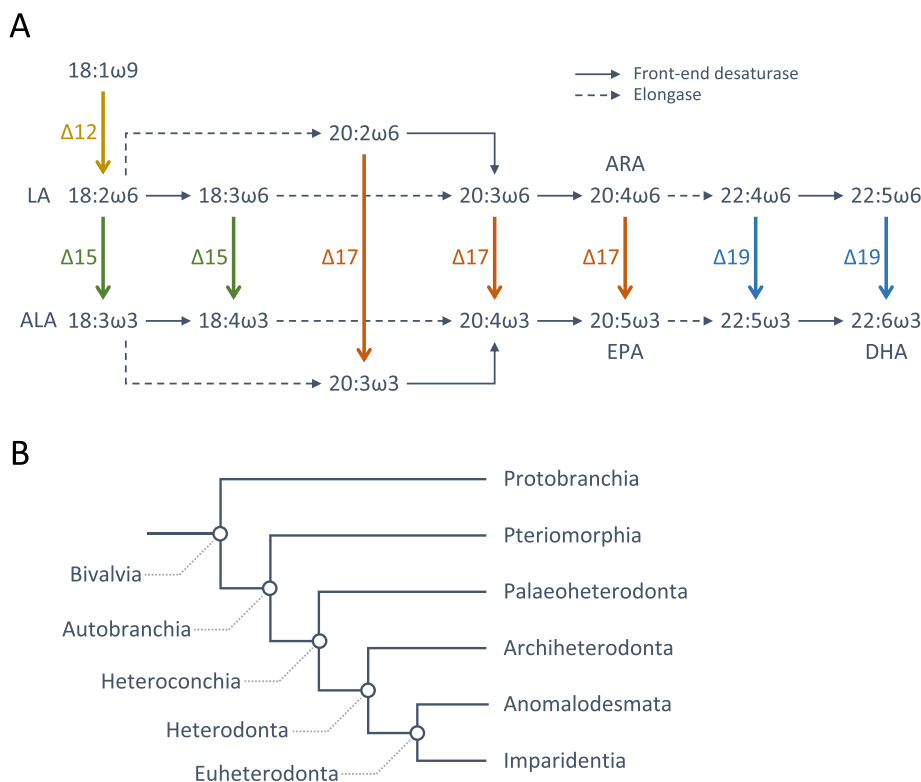 A
18:1ω9
Front-end desaturase
Elongase
Δ12
20:2ω6
ARA
LA 18:2ω6 18:3ω6 20:3ω6 20:4ω6 22:4ω6 22:5ω6
Δ15 Δ15 Δ17 Δ17 Δ17 Δ19 Δ19
ALA 18:3ω3 18:4ω3 20:4ω3 20:5ω3 22:5ω3 22:6ω3
EPA DHA
20:3ω3
B
Protobranchia
Pteriomorphia
Bivalvia
Palaeoheterodonta
Autobranchia
Archiheterodonta
Heteroconchia
Anomalodesmata
Heterodonta
Imparidentia
Euheterodonta